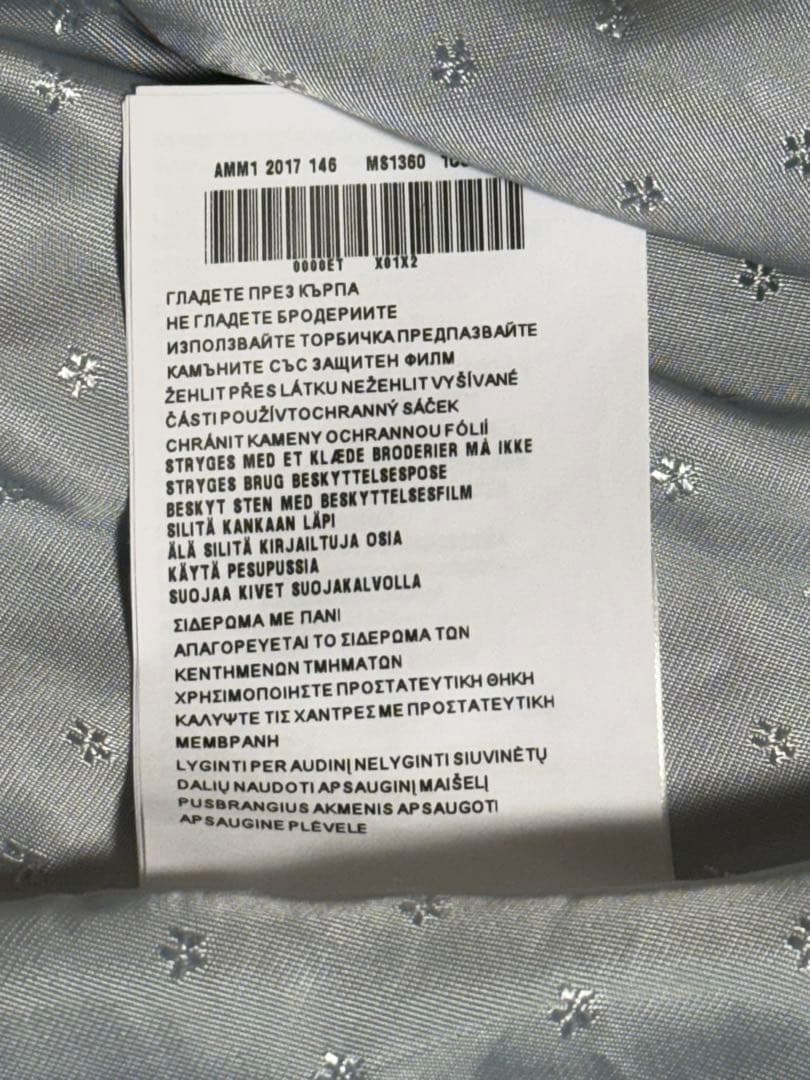 AMM1 2017 146 MS1360
0000ET X01X2
ГЛАДЕТЕ ПРЕЗ КЪРПА
НЕ ГЛАДЕТЕ БРОДЕРИИТЕ
ИЗПОЛЗВАЙТЕ ТОРБИЧКА ПРЕДПАЗВАЙТЕ
КАМЪНИТЕ СЪС ЗАЩИТЕН ФИЛМ
ŽEHLIT PŘES LÁTKU NEŽEHLIT VYŠÍVANÉ
ČÁSTI POUŽÍVTOCHRANNÝ SÁČEK
CHRÁNIT KAMENY OCHRANNOU FÓLIÍ
STRYGES MED ET KLÆDE BRODERIER MÅ IKKE
STRYGES BRUG BESKYTTELSESPOSE
BESKYT STEN MED BESKYTTELSESFILM
SILITÄ KANKAAN LÄPI
ÄLÄ SILITÄ KIRJAILTUJA OSIA
KÄYTÄ PESUPUSSIA
SUOJAA KIVET SUOJAKALVOLLA
ΣΙΔΕΡΩΜΑ ΜΕ ΠΑΝΙ
ΑΠΑΓΟΡΕΥΕΤΑΙ ΤΟ ΣΙΔΕΡΩΜΑ ΤΩΝ
ΚΕΝΤΗΜΕΝΩΝ ΤΜΗΜΑΤΩΝ
ΧΡΗΣΙΜΟΠΟΙΗΣΤΕ ΠΡΟΣΤΑΤΕΥΤΙΚΗ ΘΗΚΗ
ΚΑΛΥΨΤΕ ΤΙΣ ΧΑΝΤΡΕΣ ΜΕ ΠΡΟΣΤΑΤΕΥΤΙΚΗ
ΜΕΜΒΡΑΝΗ
LYGINTI PER AUDINĮ NELYGINTI SIUVINĖTŲ
DALIŲ NAUDOTI APSAUGINĮ MAIŠELĮ
PUSBRANGIUS AKMENIS APSAUGOTI
APSAUGINE PLĖVELE